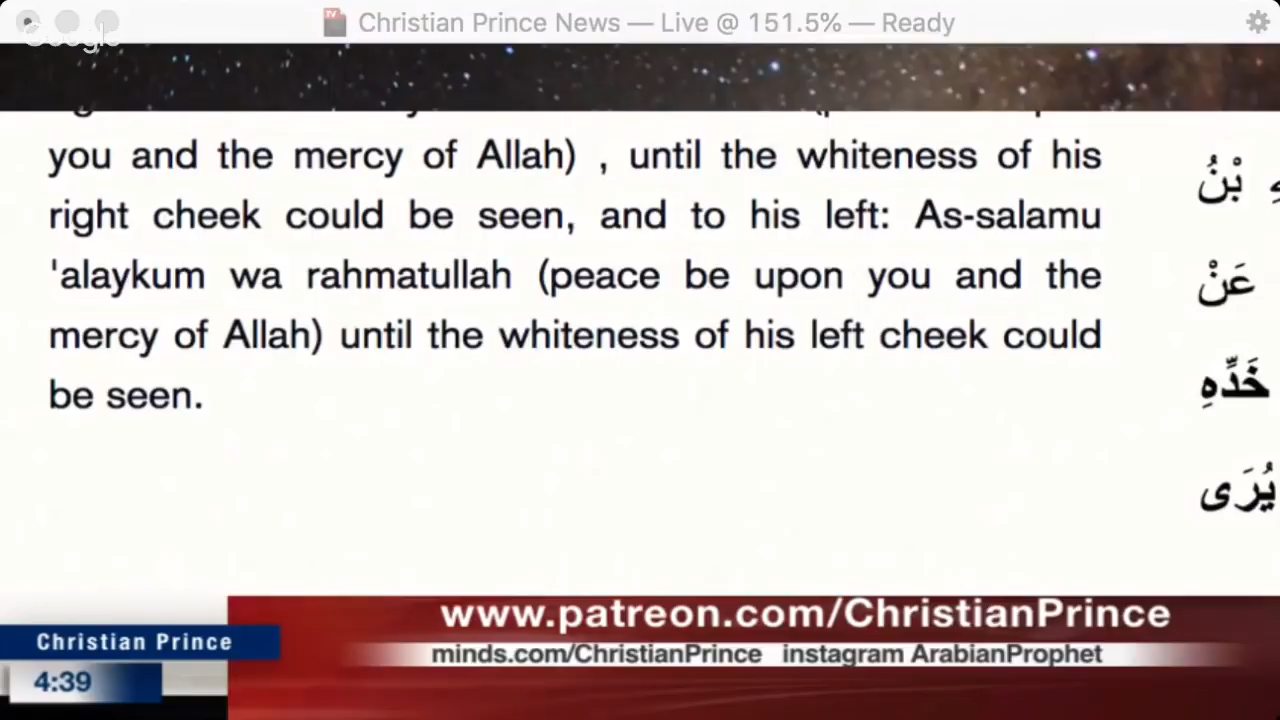 Christian Prince News — Live @ 151.5% — Ready
Google
you and the mercy of Allah) , until the whiteness of his
right cheek could be seen, and to his left: As-salamu
'alaykum wa rahmatullah (peace be upon you and the
mercy of Allah) until the whiteness of his left cheek could
be seen.
بْنُ
عَنْ
خَدِّهِ
يُرَى
www.patreon.com/ChristianPrince
Christian Prince
minds.com/ChristianPrince instagram ArabianProphet
4:39